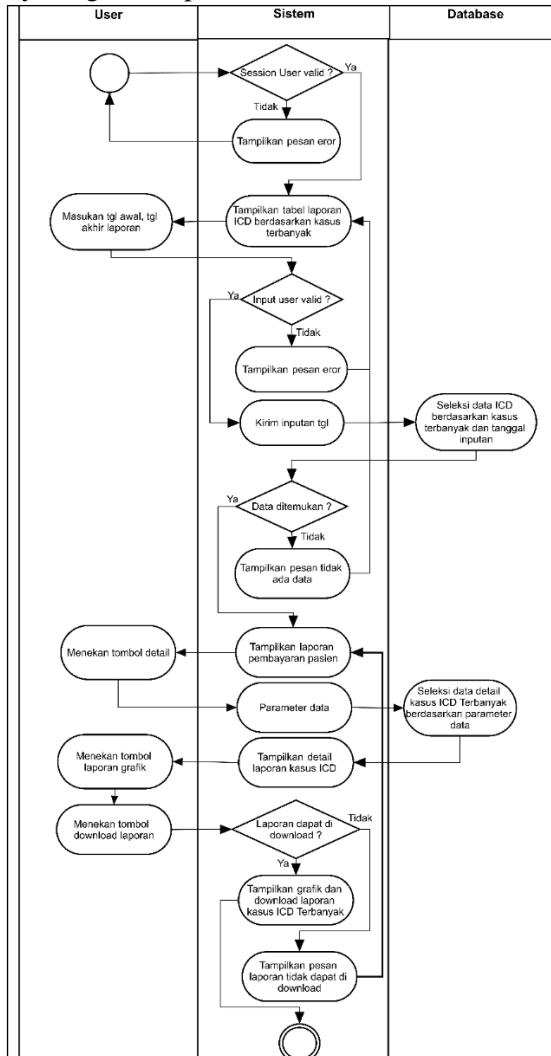 User
Sistem
Database
Session User valid ?
Ya
Tidak
Tampilkan pesan eror
Tampilkan tabel laporan
ICD berdasarkan kasus
terbanyak
Masukan tgl awal, tgl
akhir laporan
Input user valid ?
Ya
Tidak
Tampilkan pesan eror
Kirim inputan tgl
Seleksi data ICD
berdasarkan kasus
terbanyak dan tanggal
inputan
Data ditemukan ?
Ya
Tidak
Tampilkan pesan tidak
ada data
Tampilkan laporan
pembayaran pasien
Menekan tombol detail
Parameter data
Seleksi data detail
kasus ICD Terbanyak
berdasarkan parameter
data
Tampilkan detail
laporan kasus ICD
Menekan tombol
laporan grafik
Menekan tombol
download laporan
Laporan dapat di
download ?
Tidak
Ya
Tampilkan grafik dan
download laporan
kasus ICD Terbanyak
Tampilkan pesan
laporan tidak dapat di
download